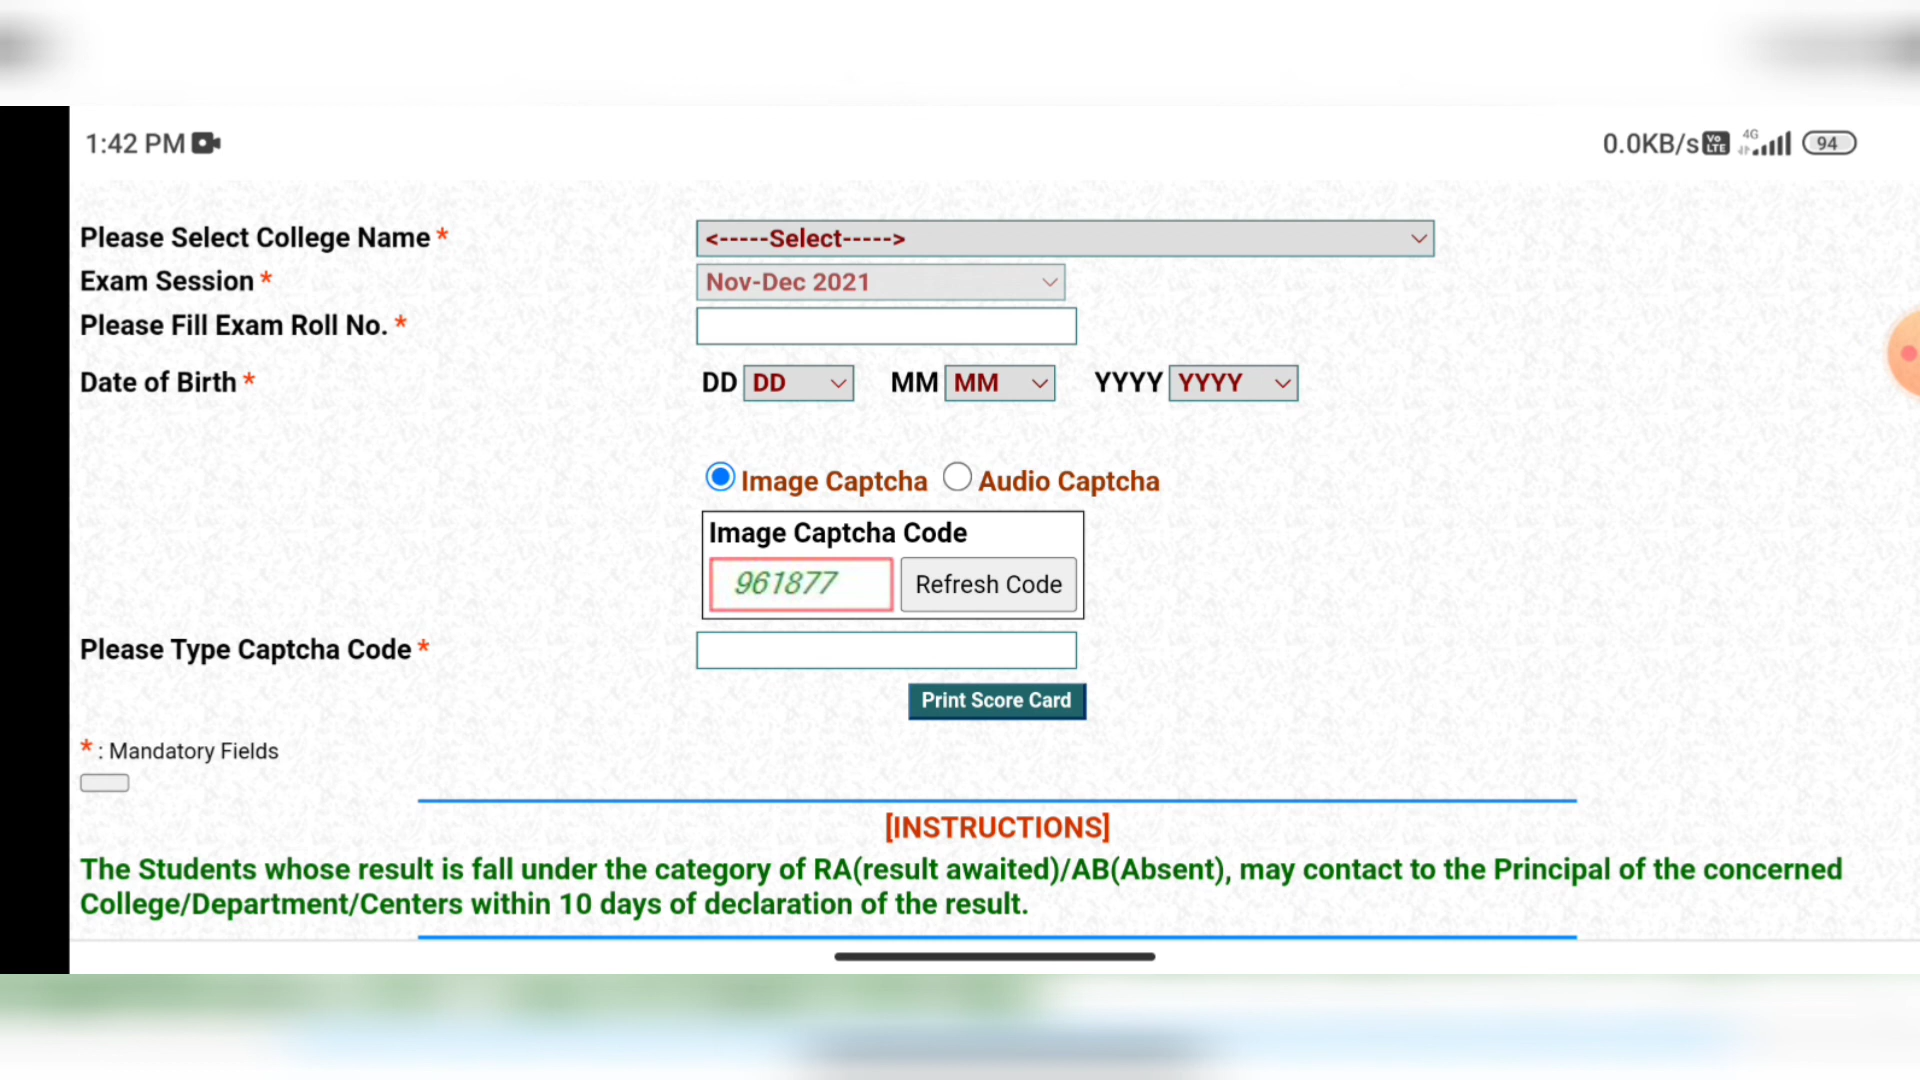 1:42 PM 0.0KB/s Vo LTE 4G 94
Please Select College Name * <-----Select----->
Exam Session * Nov-Dec 2021
Please Fill Exam Roll No. *
Date of Birth * DD DD MM MM YYYY YYYY
Image Captcha Audio Captcha
Image Captcha Code
961877 Refresh Code
Please Type Captcha Code *
Print Score Card
* : Mandatory Fields
[INSTRUCTIONS]
The Students whose result is fall under the category of RA(result awaited)/AB(Absent), may contact to the Principal of the concerned
College/Department/Centers within 10 days of declaration of the result.